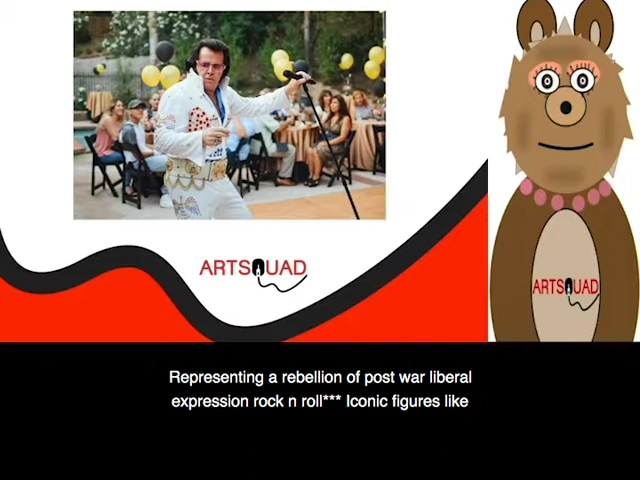 ARTSQUAD
ARTSQUAD
Representing a rebellion of post war liberal
expression rock n roll*** Iconic figures like